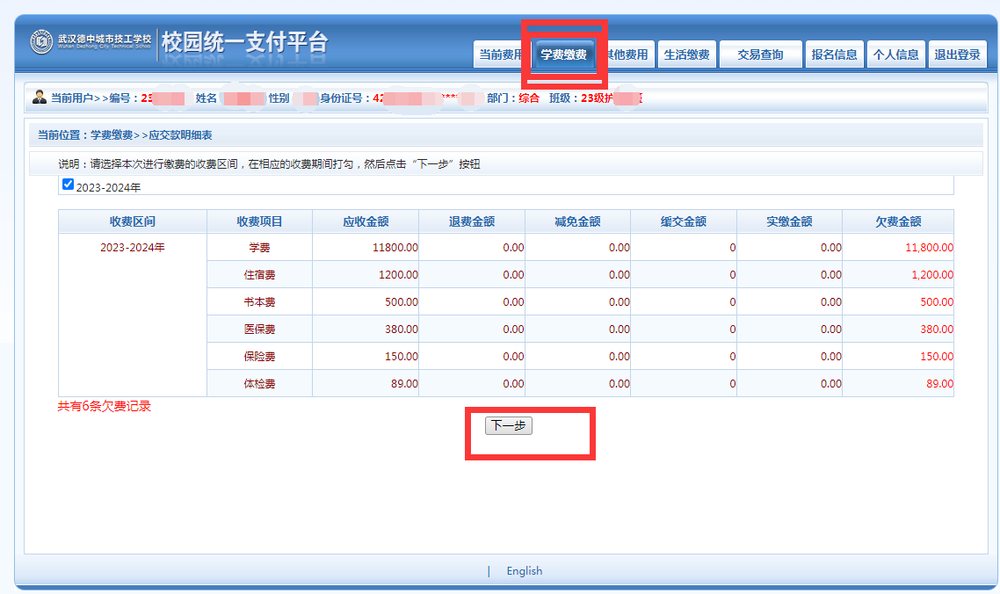 武汉德中城市技工学校
Wuhan Dezhong City Technical School
校园统一支付平台
当前费用 学费缴费 其他费用 生活缴费 交易查询 报名信息 个人信息 退出登录
当前用户>>编号：23 姓名 性别 身份证号：42 *** 部门：综合 班级：23级护 班
当前位置：学费缴费>>应交款明细表
说明：请选择本次进行缴费的收费区间，在相应的收费期间打勾，然后点击“下一步”按钮
2023-2024年
收费区间 收费项目 应收金额 退费金额 减免金额 缓交金额 实缴金额 欠费金额
2023-2024年 学费 11800.00 0.00 0.00 0 0.00 11,800.00
住宿费 1200.00 0.00 0.00 0 0.00 1,200.00
书本费 500.00 0.00 0.00 0 0.00 500.00
医保费 380.00 0.00 0.00 0 0.00 380.00
保险费 150.00 0.00 0.00 0 0.00 150.00
体检费 89.00 0.00 0.00 0 0.00 89.00
共有6条欠费记录
下一步
| English